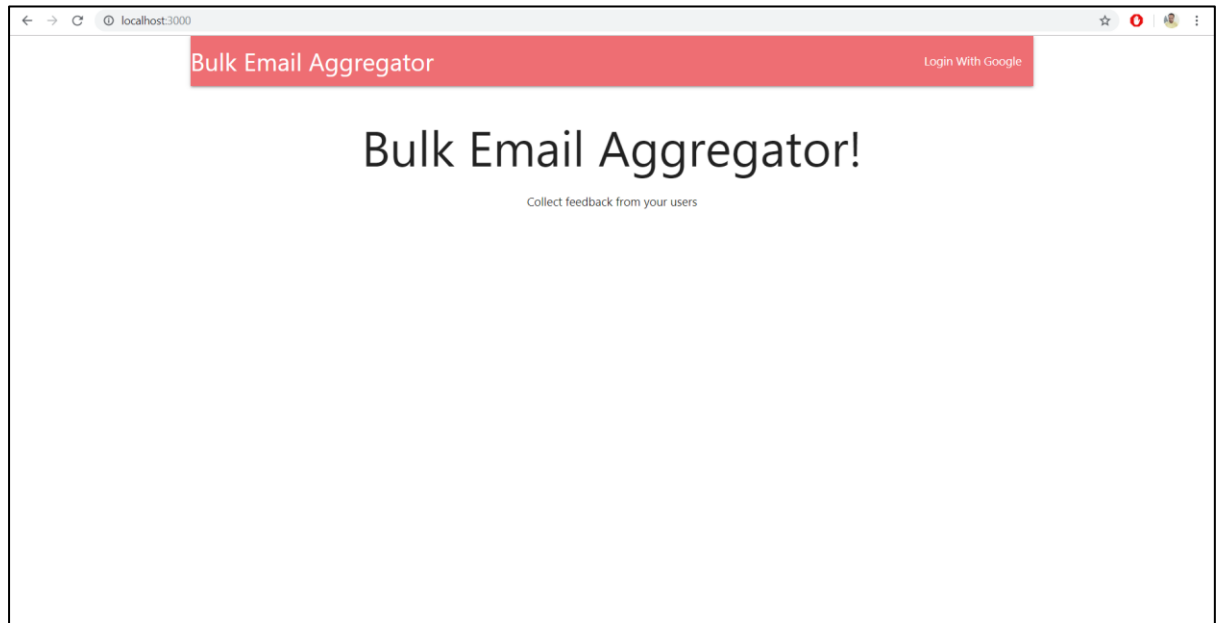 localhost:3000
Bulk Email Aggregator
Login With Google
Bulk Email Aggregator!
Collect feedback from your users